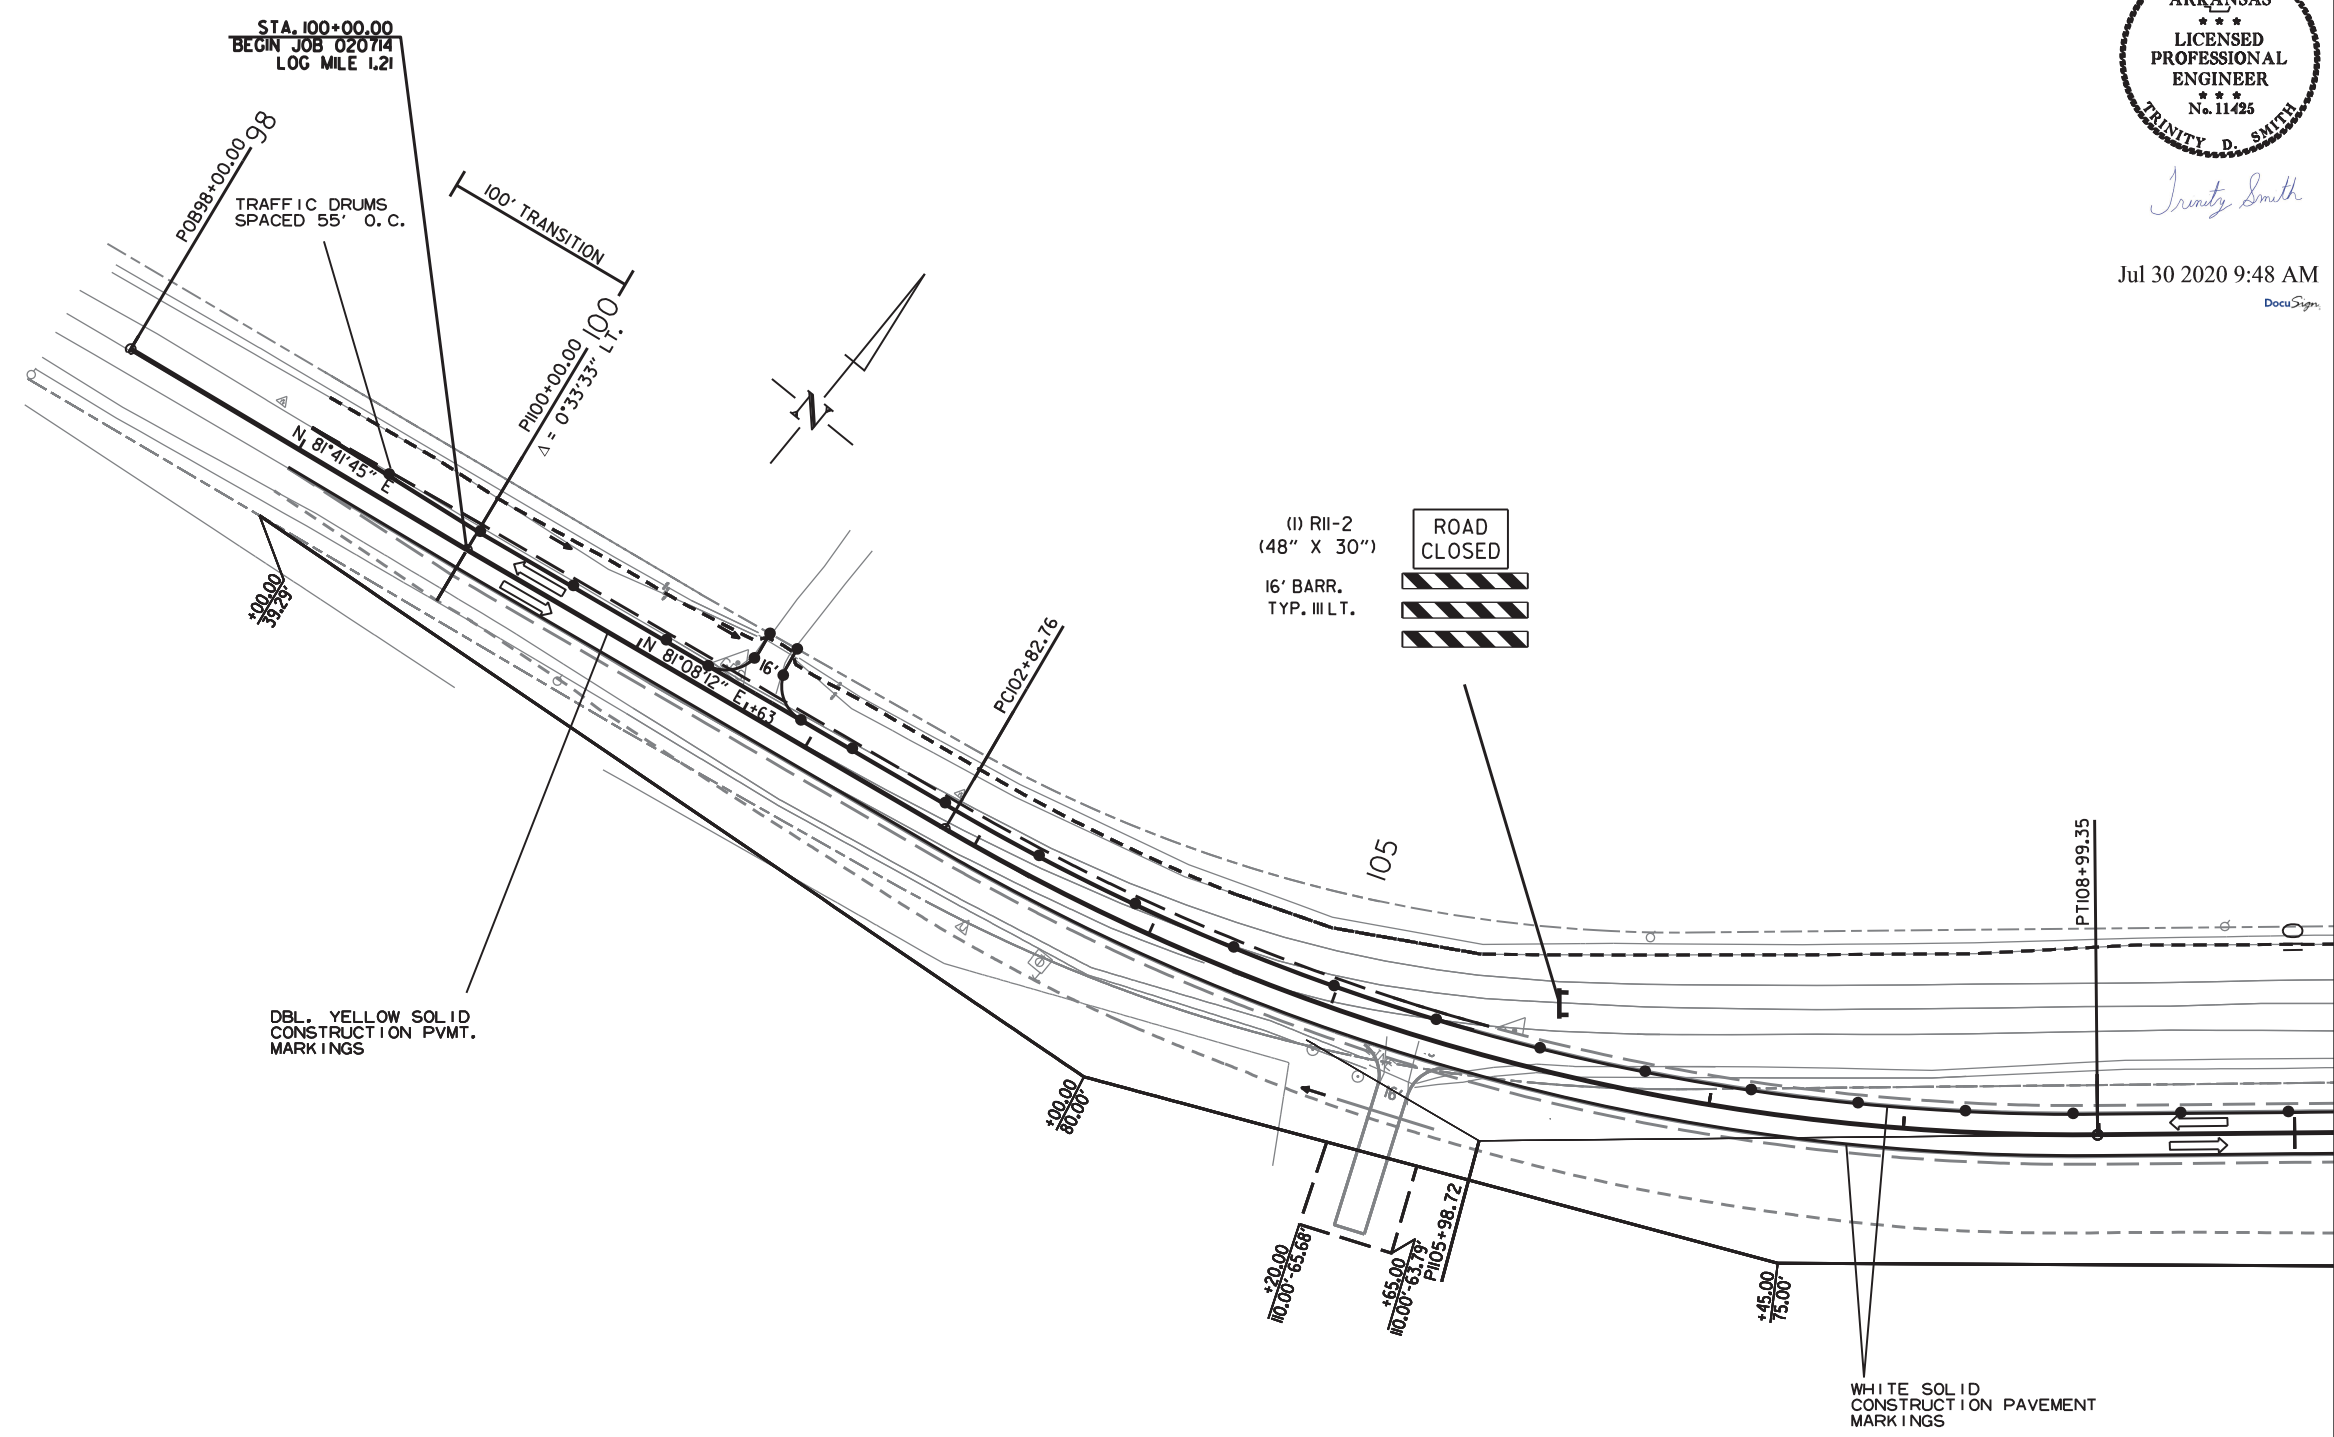 STA. 100+00.00
BEGIN JOB 020714
LOG MILE 1.21
POB98+00.00
98
TRAFFIC DRUMS
SPACED 55' O.C.
100' TRANSITION
PI100+00.00
100
Δ = 0°33'33" LT.
N 81°41'45" E
+00.00
39.29'
N 81°08'12" E
+63
16'
PC102+82.76
N
ARKANSAS
* * *
LICENSED
PROFESSIONAL
ENGINEER
* * *
No. 11425
TRINITY D. SMITH
Trinity Smith
Jul 30 2020 9:48 AM
DocuSign
(1) R11-2
(48" X 30")
ROAD
CLOSED
16' BARR.
TYP. III LT.
105
PT108+99.35
110
DBL. YELLOW SOLID
CONSTRUCTION PVMT.
MARKINGS
+00.00
80.00'
16'
+20.00
110.00'-65.68'
+65.00
110.00'-63.79'
PI105+98.72
+45.00
75.00'
WHITE SOLID
CONSTRUCTION PAVEMENT
MARKINGS